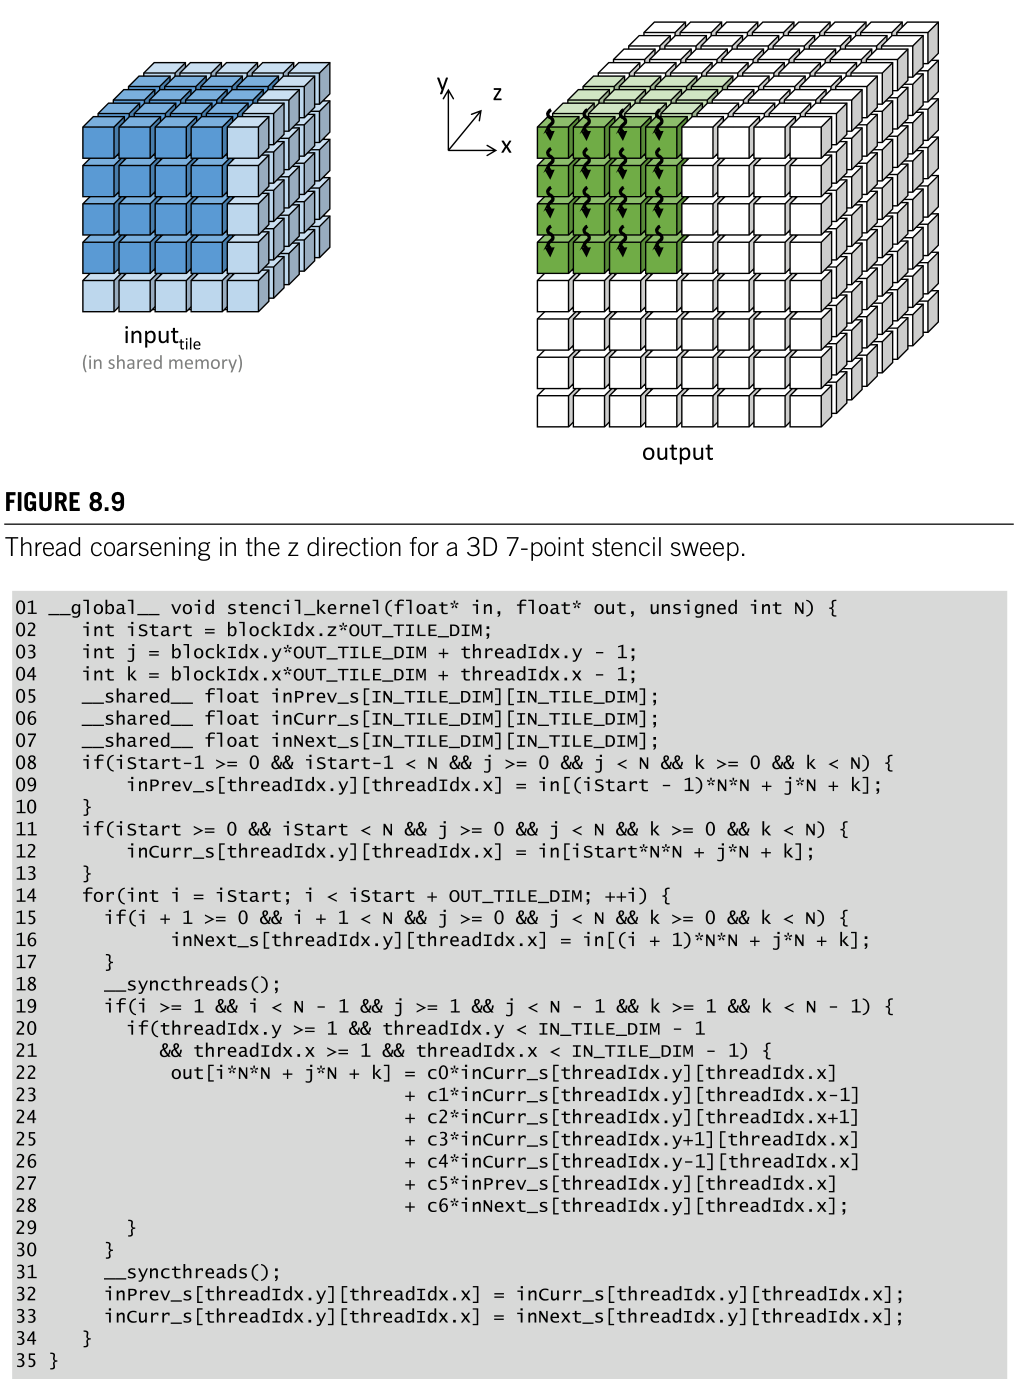 y
z
x
input_tile
(in shared memory)
output
FIGURE 8.9
Thread coarsening in the z direction for a 3D 7-point stencil sweep.
01 __global__ void stencil_kernel(float* in, float* out, unsigned int N) {
02    int iStart = blockIdx.z*OUT_TILE_DIM;
03    int j = blockIdx.y*OUT_TILE_DIM + threadIdx.y - 1;
04    int k = blockIdx.x*OUT_TILE_DIM + threadIdx.x - 1;
05    __shared__ float inPrev_s[IN_TILE_DIM][IN_TILE_DIM];
06    __shared__ float inCurr_s[IN_TILE_DIM][IN_TILE_DIM];
07    __shared__ float inNext_s[IN_TILE_DIM][IN_TILE_DIM];
08    if(iStart-1 >= 0 && iStart-1 < N && j >= 0 && j < N && k >= 0 && k < N) {
09        inPrev_s[threadIdx.y][threadIdx.x] = in[(iStart - 1)*N*N + j*N + k];
10    }
11    if(iStart >= 0 && iStart < N && j >= 0 && j < N && k >= 0 && k < N) {
12        inCurr_s[threadIdx.y][threadIdx.x] = in[iStart*N*N + j*N + k];
13    }
14    for(int i = iStart; i < iStart + OUT_TILE_DIM; ++i) {
15      if(i + 1 >= 0 && i + 1 < N && j >= 0 && j < N && k >= 0 && k < N) {
16            inNext_s[threadIdx.y][threadIdx.x] = in[(i + 1)*N*N + j*N + k];
17      }
18      __syncthreads();
19      if(i >= 1 && i < N - 1 && j >= 1 && j < N - 1 && k >= 1 && k < N - 1) {
20        if(threadIdx.y >= 1 && threadIdx.y < IN_TILE_DIM - 1
21           && threadIdx.x >= 1 && threadIdx.x < IN_TILE_DIM - 1) {
22            out[i*N*N + j*N + k] = c0*inCurr_s[threadIdx.y][threadIdx.x]
23                                 + c1*inCurr_s[threadIdx.y][threadIdx.x-1]
24                                 + c2*inCurr_s[threadIdx.y][threadIdx.x+1]
25                                 + c3*inCurr_s[threadIdx.y+1][threadIdx.x]
26                                 + c4*inCurr_s[threadIdx.y-1][threadIdx.x]
27                                 + c5*inPrev_s[threadIdx.y][threadIdx.x]
28                                 + c6*inNext_s[threadIdx.y][threadIdx.x];
29        }
30      }
31      __syncthreads();
32      inPrev_s[threadIdx.y][threadIdx.x] = inCurr_s[threadIdx.y][threadIdx.x];
33      inCurr_s[threadIdx.y][threadIdx.x] = inNext_s[threadIdx.y][threadIdx.x];
34    }
35 }